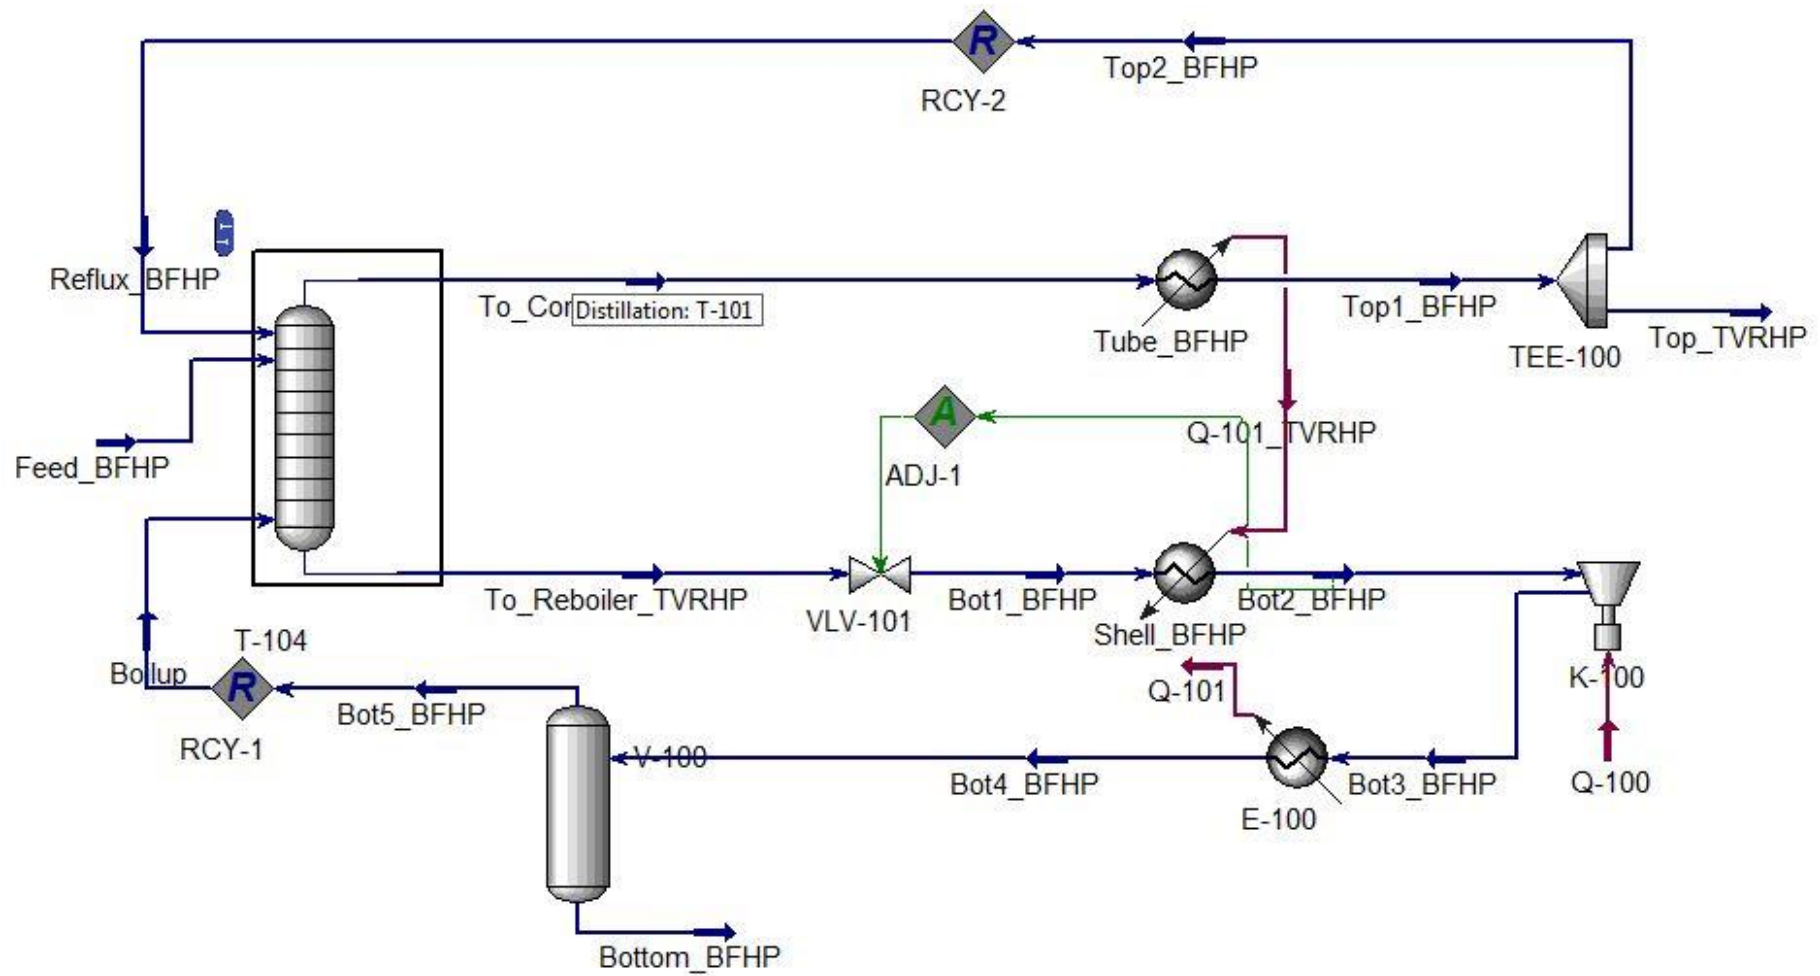 R
Top2_BFHP
RCY-2
Reflux_BFHP
To_Con
Distillation: T-101
Tube_BFHP
Top1_BFHP
TEE-100
Top_TVRHP
A
ADJ-1
Q-101_TVRHP
Feed_BFHP
To_Reboiler_TVRHP
VLV-101
Bot1_BFHP
Shell_BFHP
Bot2_BFHP
K-100
Q-100
T-104
Boilup
R
RCY-1
Bot5_BFHP
V-100
Bot4_BFHP
Q-101
E-100
Bot3_BFHP
Bottom_BFHP